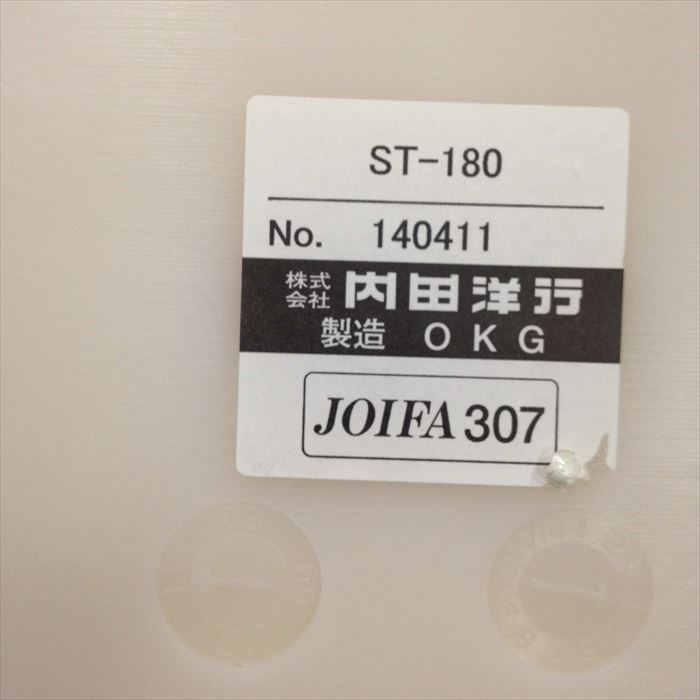 ST-180
No. 140411
株式会社 内田洋行
製造 OKG
JOIFA 307